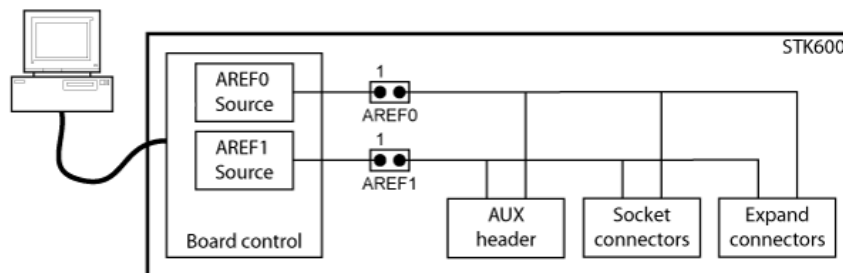 STK600
AREF0
Source
1
AREF0
AREF1
Source
1
AREF1
Board control
AUX
header
Socket
connectors
Expand
connectors